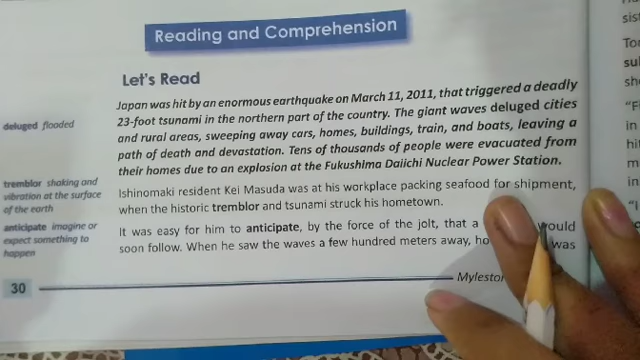 Reading and Comprehension
Let's Read
Japan was hit by an enormous earthquake on March 11, 2011, that triggered a deadly
23-foot tsunami in the northern part of the country. The giant waves deluged cities
and rural areas, sweeping away cars, homes, buildings, train, and boats, leaving a
path of death and devastation. Tens of thousands of people were evacuated from
their homes due to an explosion at the Fukushima Daiichi Nuclear Power Station.
Ishinomaki resident Kei Masuda was at his workplace packing seafood for shipment,
when the historic tremblor and tsunami struck his hometown.
It was easy for him to anticipate, by the force of the jolt, that a would
soon follow. When he saw the waves a few hundred meters away, was
deluged flooded
tremblor shaking and
vibration at the surface
of the earth
anticipate imagine or
expect something to
happen
30